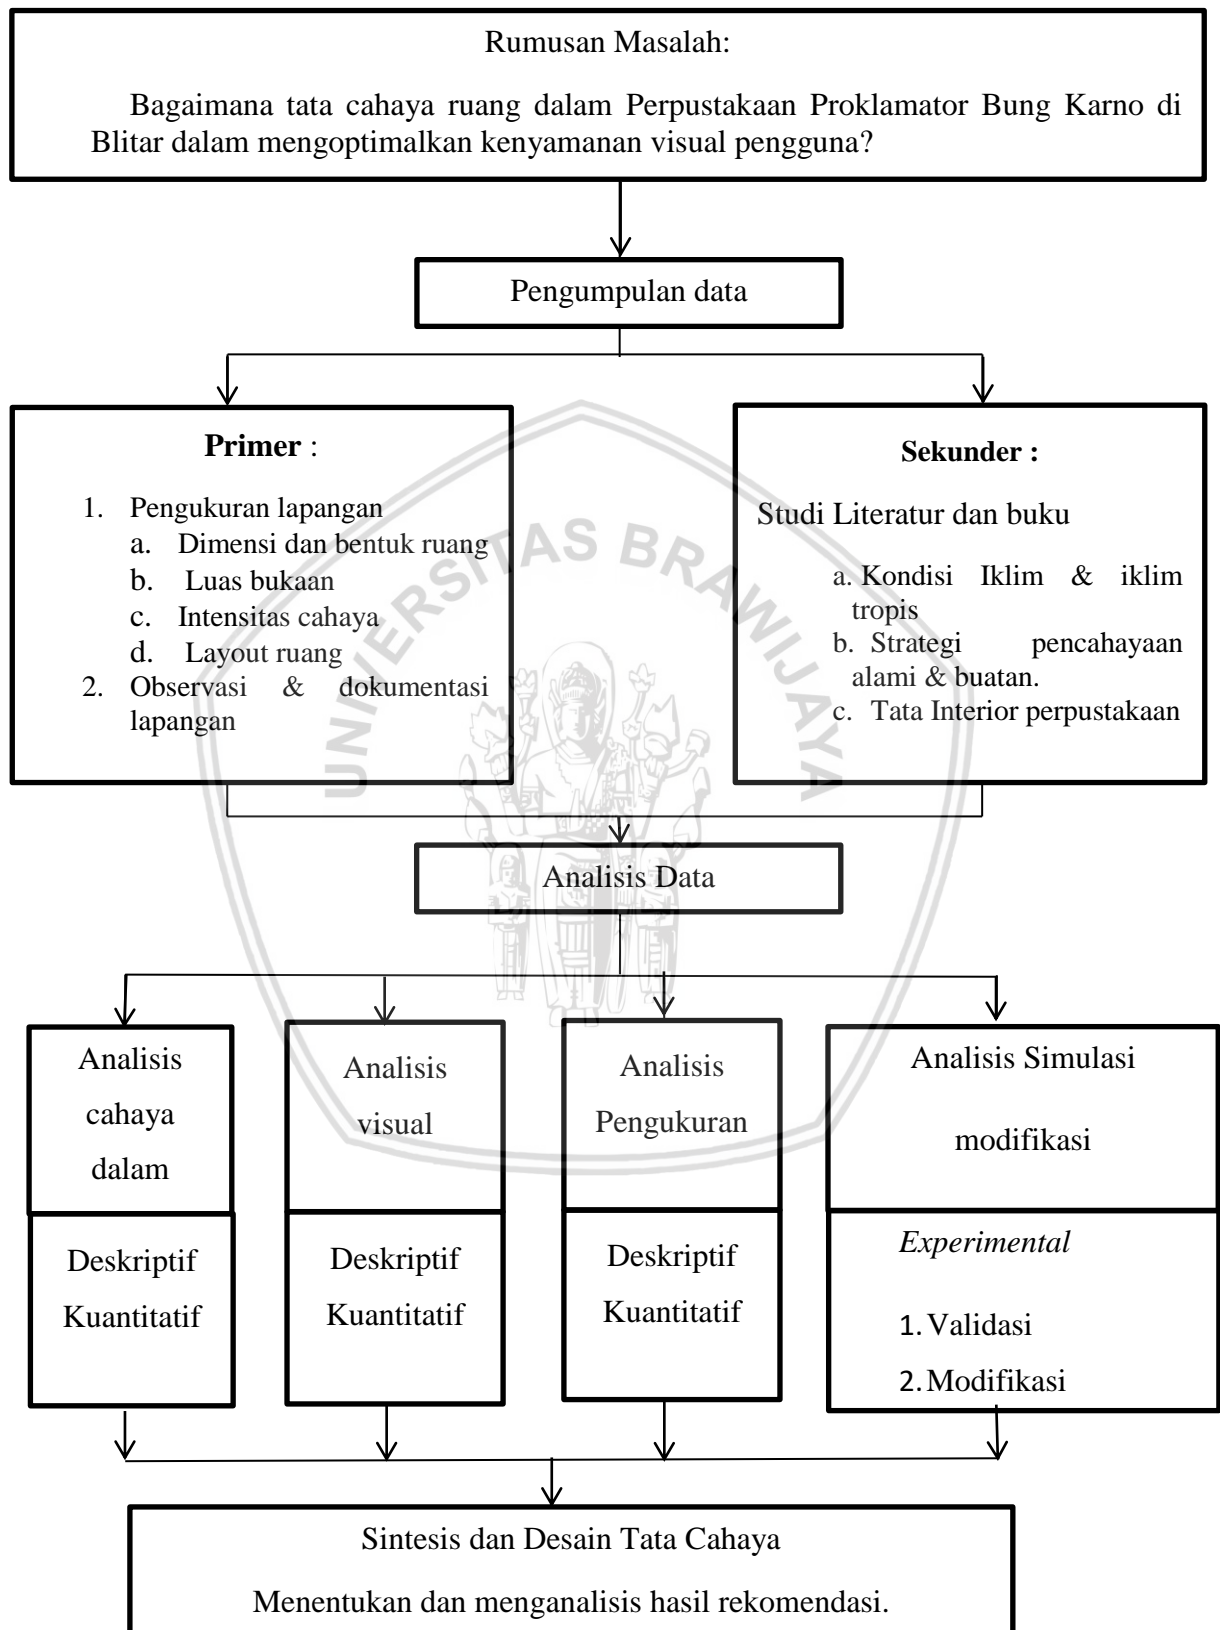 Rumusan Masalah:
Bagaimana tata cahaya ruang dalam Perpustakaan Proklamator Bung Karno di
Blitar dalam mengoptimalkan kenyamanan visual pengguna?
Pengumpulan data
Primer :
1. Pengukuran lapangan
a. Dimensi dan bentuk ruang
b. Luas bukaan
c. Intensitas cahaya
d. Layout ruang
2. Observasi & dokumentasi
lapangan
Sekunder :
Studi Literatur dan buku
a. Kondisi Iklim & iklim
tropis
b. Strategi pencahayaan
alami & buatan.
c. Tata Interior perpustakaan
UNIVERSITAS BRAWIJAYA
Analisis Data
Analisis
cahaya
dalam
Deskriptif
Kuantitatif
Analisis
visual
Deskriptif
Kuantitatif
Analisis
Pengukuran
Deskriptif
Kuantitatif
Analisis Simulasi
modifikasi
Experimental
1. Validasi
2. Modifikasi
Sintesis dan Desain Tata Cahaya
Menentukan dan menganalisis hasil rekomendasi.